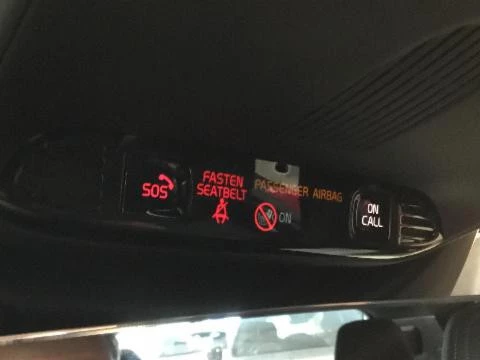 SOS
FASTEN
SEATBELT
PASSENGER AIRBAG
ON
ON
CALL